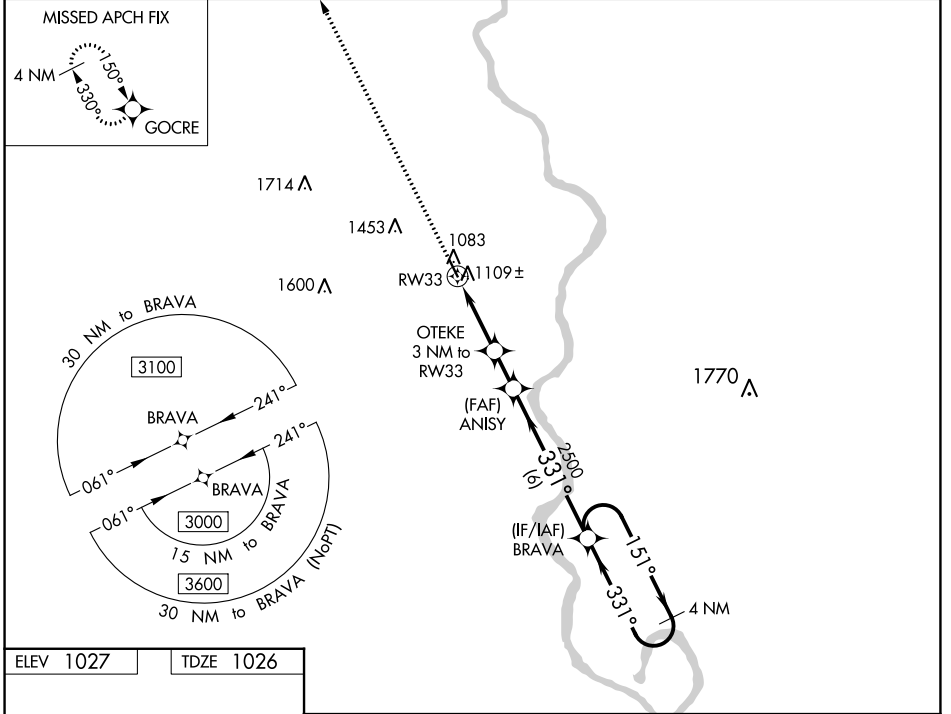 MISSED APCH FIX
4 NM
150°
330°
GOCRE
1714
1453
1083
RW33
1109±
1600
OTEKE
3 NM to
RW33
(FAF)
ANISY
1770
2500
331°
(6)
(IF/IAF)
BRAVA
151°
331°
4 NM
30 NM to BRAVA
3100
BRAVA
241°
061°
241°
061°
BRAVA
3000
15 NM to BRAVA
3600
30 NM to BRAVA (NoPT)
ELEV 1027
TDZE 1026